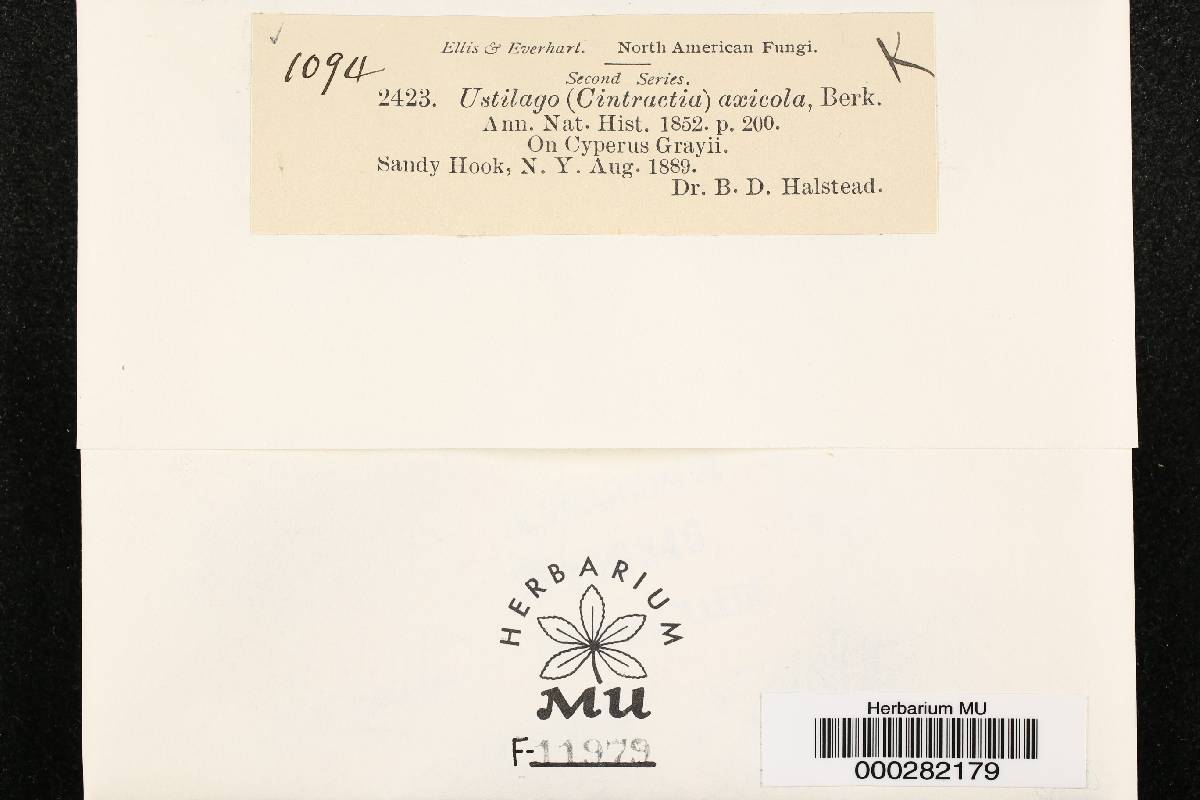 1094
Ellis & Everhart. North American Fungi.
K
Second Series.
2423. Ustilago (Cintractia) axicola, Berk.
Ann. Nat. Hist. 1852. p. 200.
On Cyperus Grayii.
Sandy Hook, N. Y. Aug. 1889.
Dr. B. D. Halstead.
HERBARIUM
MU
F-11979
Herbarium MU
000282179